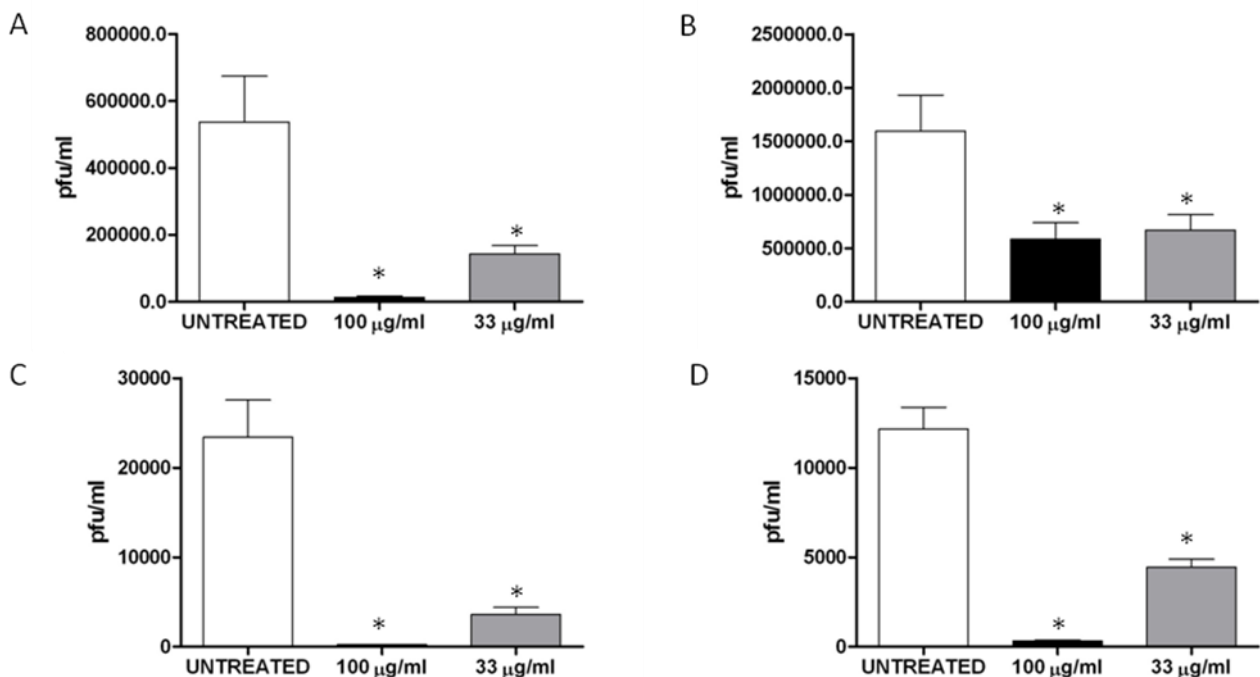 A
800000.0
600000.0
400000.0
200000.0
0.0
pfu/ml
*
*
UNTREATED 100 µg/ml 33 µg/ml
B
2500000.0
2000000.0
1500000.0
1000000.0
500000.0
0.0
pfu/ml
*
*
UNTREATED 100 µg/ml 33 µg/ml
C
30000
20000
10000
0
pfu/ml
*
*
UNTREATED 100 µg/ml 33 µg/ml
D
15000
10000
5000
0
pfu/ml
*
*
UNTREATED 100 µg/ml 33 µg/ml